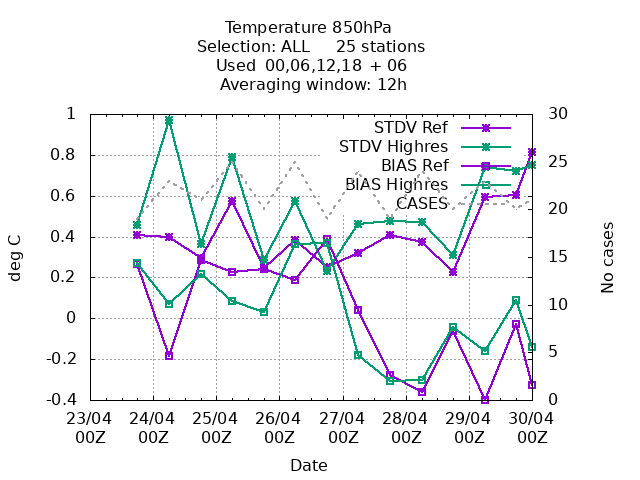 Temperature 850hPa
Selection: ALL 25 stations
Used 00,06,12,18 + 06
Averaging window: 12h
STDV Ref
STDV Highres
BIAS Ref
BIAS Highres
CASES
deg C
1
0.8
0.6
0.4
0.2
0
-0.2
-0.4
30
25
20
15
10
5
0
No cases
23/04 24/04 25/04 26/04 27/04 28/04 29/04 30/04
00Z 00Z 00Z 00Z 00Z 00Z 00Z 00Z
Date